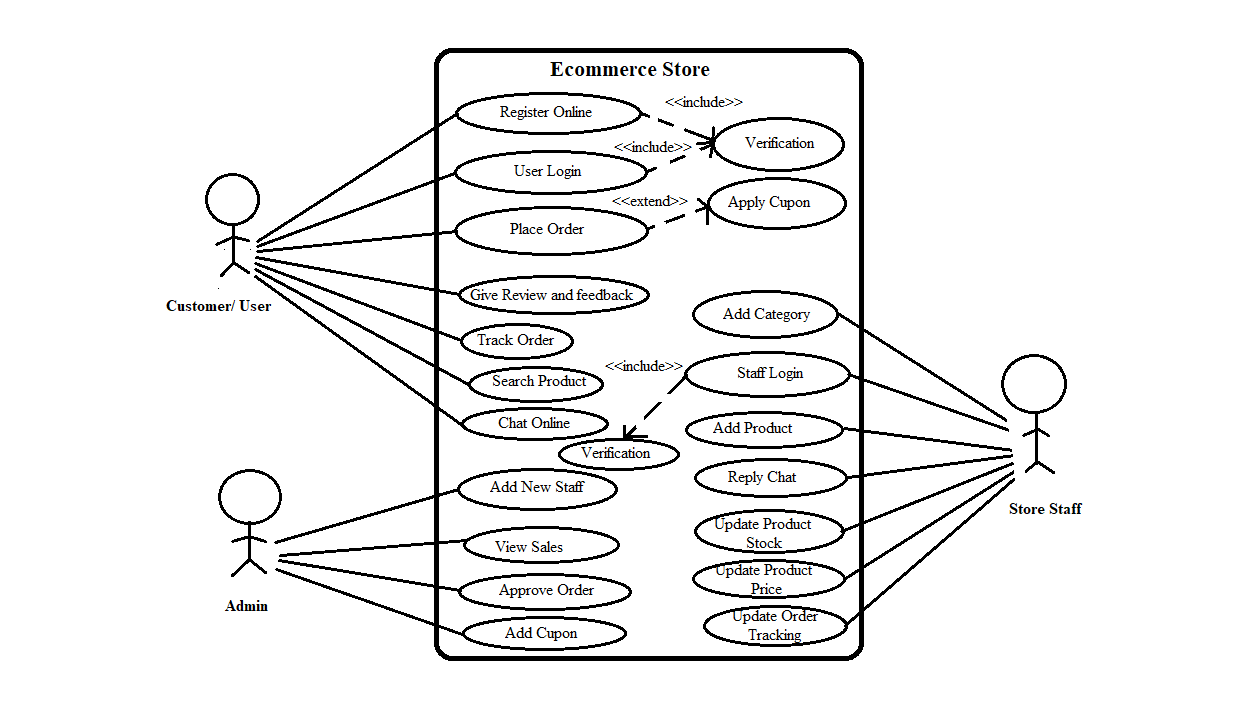 Ecommerce Store
Register Online
<<include>>
Verification
User Login
<<include>>
Place Order
<<extend>>
Apply Cupon
Customer/ User
Give Review and feedback
Track Order
Search Product
Chat Online
Add Category
<<include>>
Staff Login
Verification
Add Product
Reply Chat
Update Product
Stock
Update Product
Price
Update Order
Tracking
Store Staff
Add New Staff
View Sales
Approve Order
Add Cupon
Admin